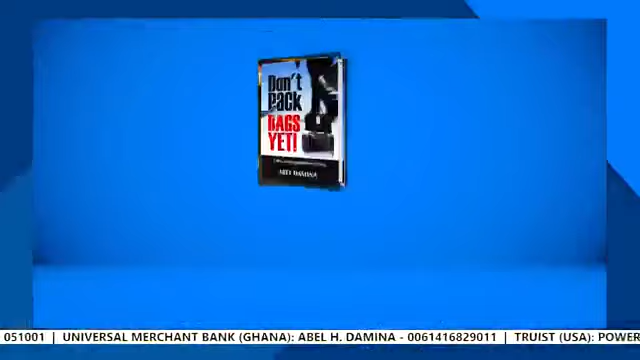 Don't
PACK
BAGS
YET!
ABEL DAMINA
051001 | UNIVERSAL MERCHANT BANK (GHANA): ABEL H. DAMINA - 0061416829011 | TRUIST (USA): POWER